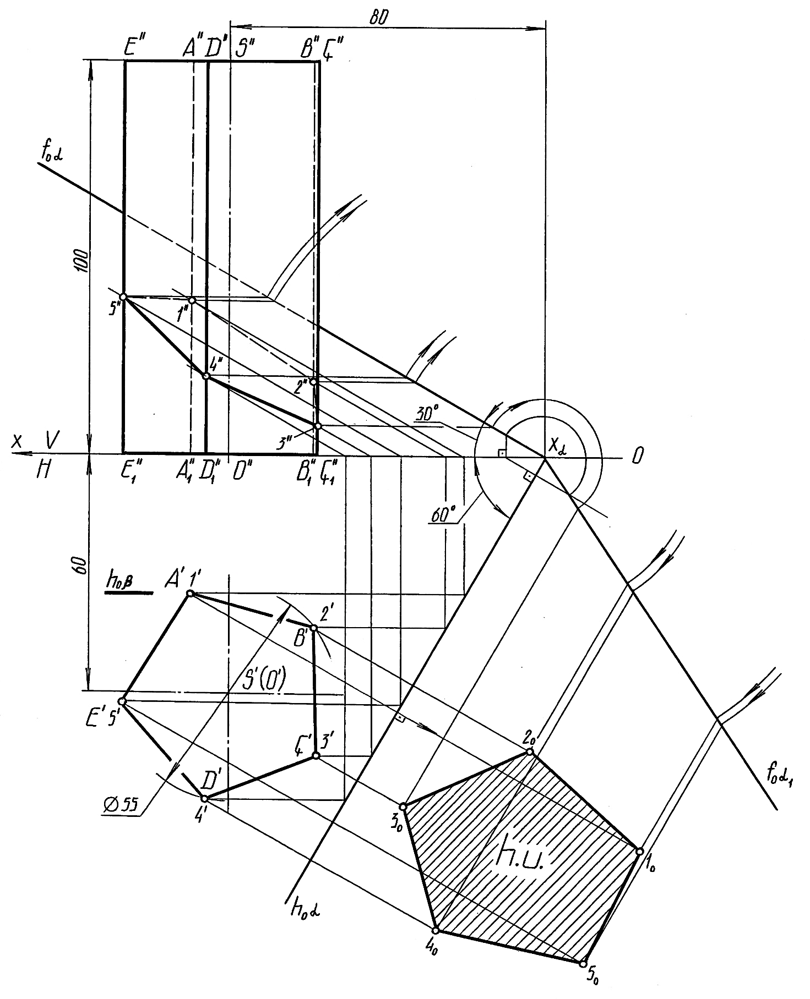 80
E" A" D" S" B" Ç"
f₀α
100
5" 1"
4"
2"
30°
3"
X V
Xα O
H E₁" A₁" D₁" O" B₁" Ç₁"
60°
60
h₀β A' 1'
2'
B'
S'(O')
E' 5'
Ç' 3'
2₀
D'
f₀α₁
Ø55 4'
3₀
h.u.
1₀
h₀α
4₀
5₀